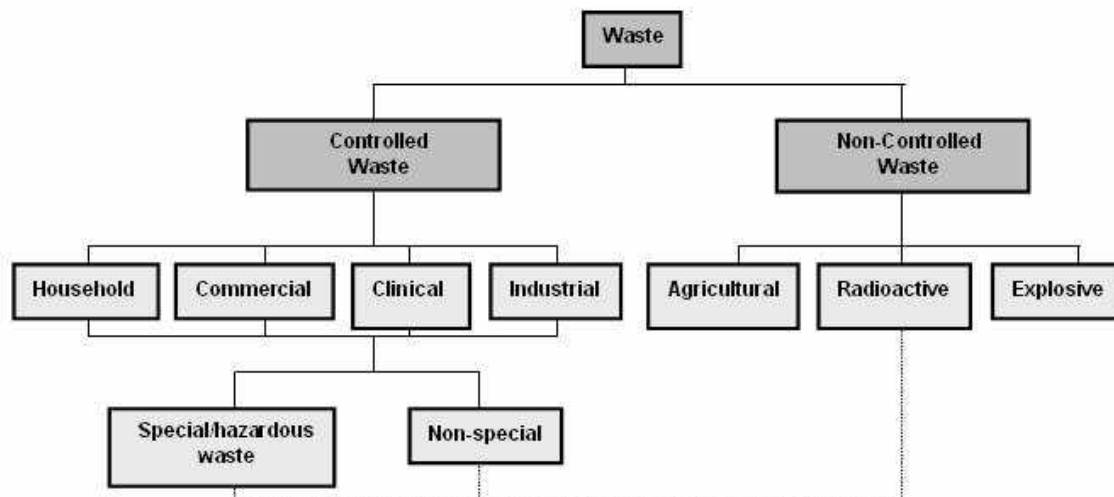 Waste
Controlled
Waste
Non-Controlled
Waste
Household
Commercial
Clinical
Industrial
Agricultural
Radioactive
Explosive
Special/hazardous
waste
Non-special